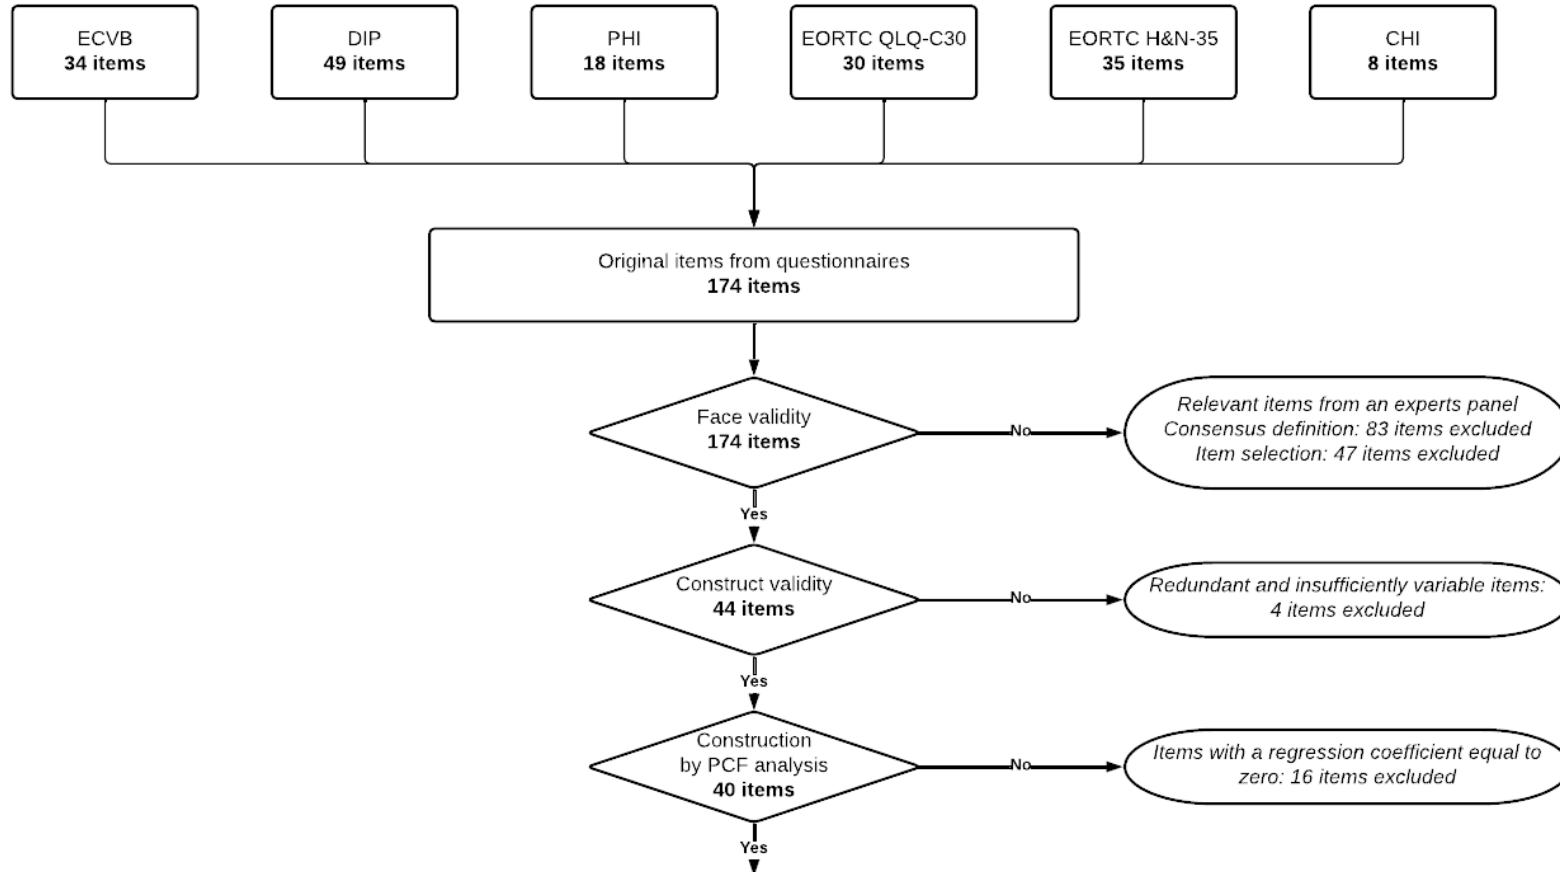 ECVB
34 items
DIP
49 items
PHI
18 items
EORTC QLQ-C30
30 items
EORTC H&N-35
35 items
CHI
8 items
Original items from questionnaires
174 items
Face validity
174 items
No
Relevant items from an experts panel
Consensus definition: 83 items excluded
Item selection: 47 items excluded
Yes
Construct validity
44 items
No
Redundant and insufficiently variable items:
4 items excluded
Yes
Construction
by PCF analysis
40 items
No
Items with a regression coefficient equal to
zero: 16 items excluded
Yes